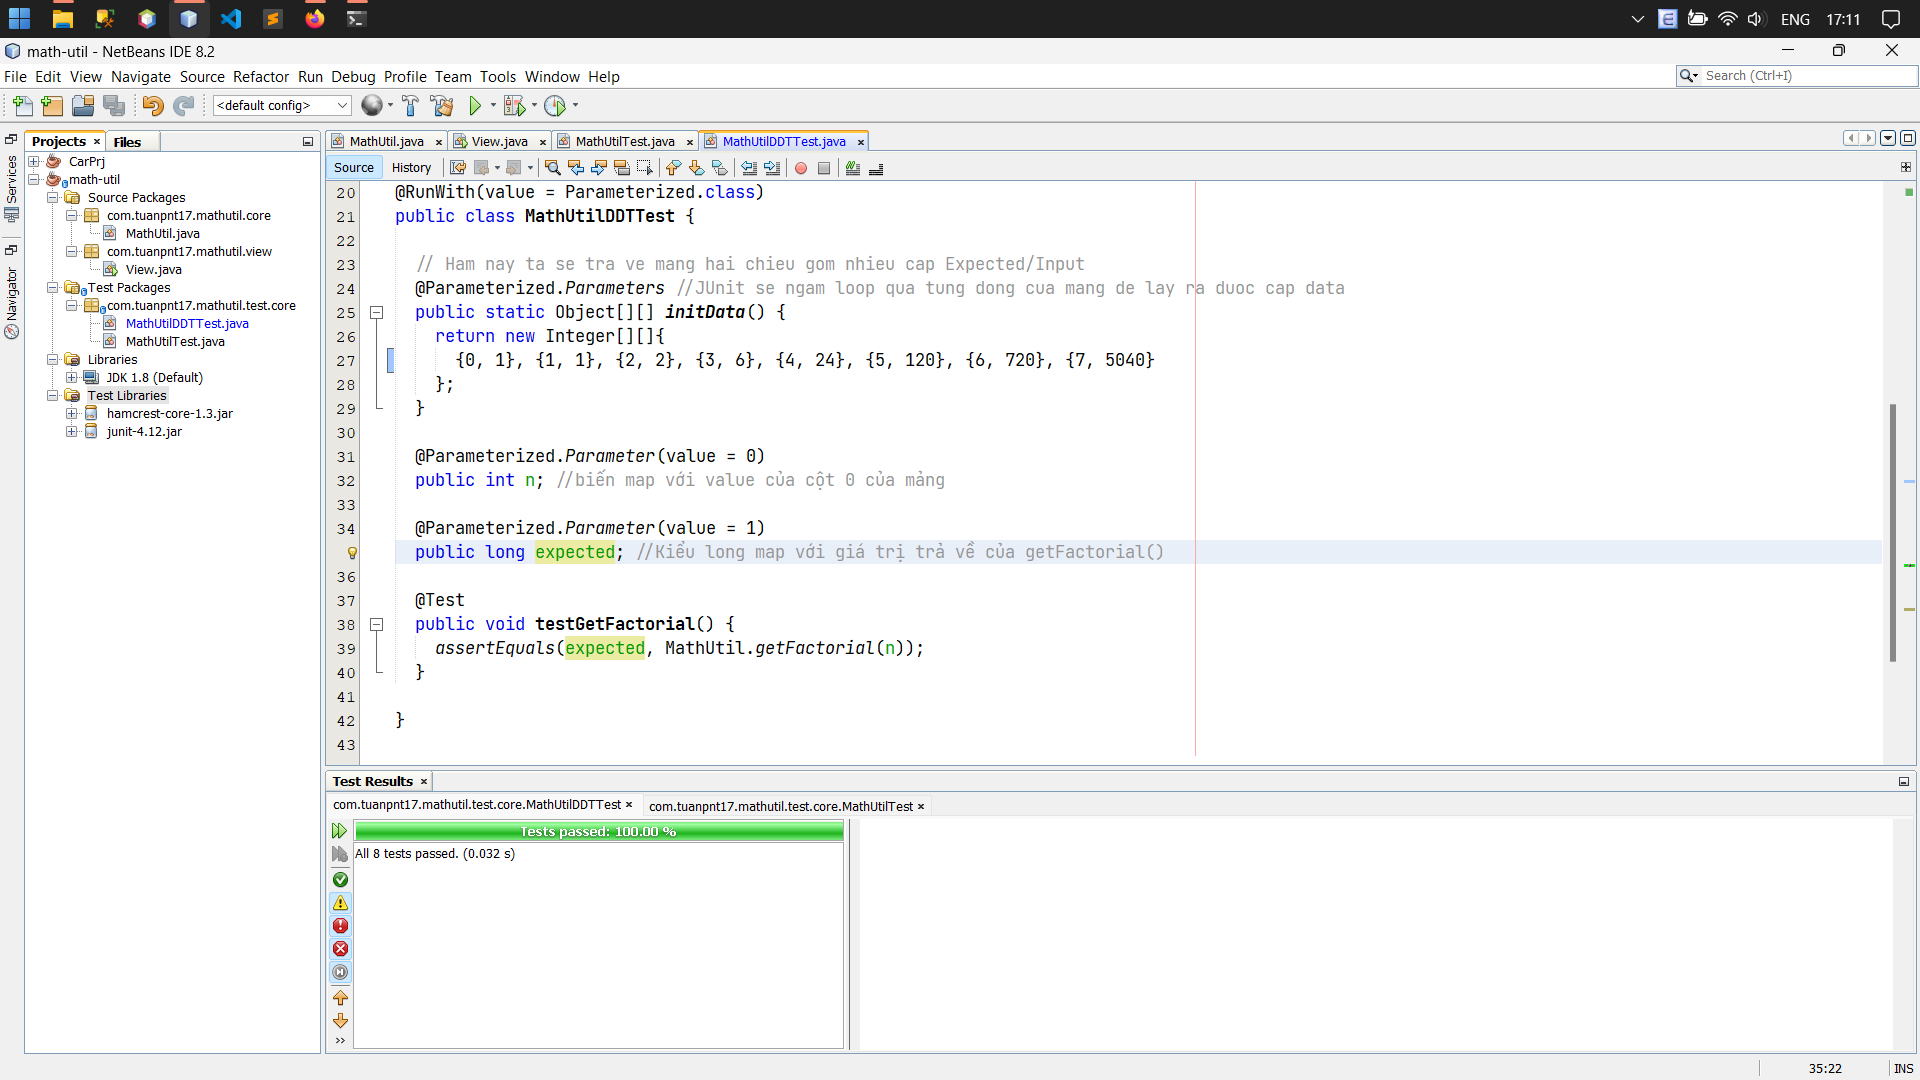 ENG
17:11
math-util - NetBeans IDE 8.2
File Edit View Navigate Source Refactor Run Debug Profile Team Tools Window Help
Search (Ctrl+I)
<default config>
Projects
Files
Services
Navigator
CarPrj
math-util
Source Packages
com.tuanpnt17.mathutil.core
MathUtil.java
com.tuanpnt17.mathutil.view
View.java
Test Packages
com.tuanpnt17.mathutil.test.core
MathUtilDDTTest.java
MathUtilTest.java
Libraries
JDK 1.8 (Default)
Test Libraries
hamcrest-core-1.3.jar
junit-4.12.jar
MathUtil.java
View.java
MathUtilTest.java
MathUtilDDTTest.java
Source
History
20 @RunWith(value = Parameterized.class)
21 public class MathUtilDDTTest {
22
23 // Ham nay ta se tra ve mang hai chieu gom nhieu cap Expected/Input
24 @Parameterized.Parameters //JUnit se ngam loop qua tung dong cua mang de lay ra duoc cap data
25 public static Object[][] initData() {
26 return new Integer[][]{
27 {0, 1}, {1, 1}, {2, 2}, {3, 6}, {4, 24}, {5, 120}, {6, 720}, {7, 5040}
28 };
29 }
30
31 @Parameterized.Parameter(value = 0)
32 public int n; //biến map với value của cột 0 của mảng
33
34 @Parameterized.Parameter(value = 1)
public long expected; //Kiểu long map với giá trị trả về của getFactorial()
36
37 @Test
38 public void testGetFactorial() {
39 assertEquals(expected, MathUtil.getFactorial(n));
40 }
41
42 }
43
Test Results
com.tuanpnt17.mathutil.test.core.MathUtilDDTTest
com.tuanpnt17.mathutil.test.core.MathUtilTest
Tests passed: 100.00 %
All 8 tests passed. (0.032 s)
35:22
INS